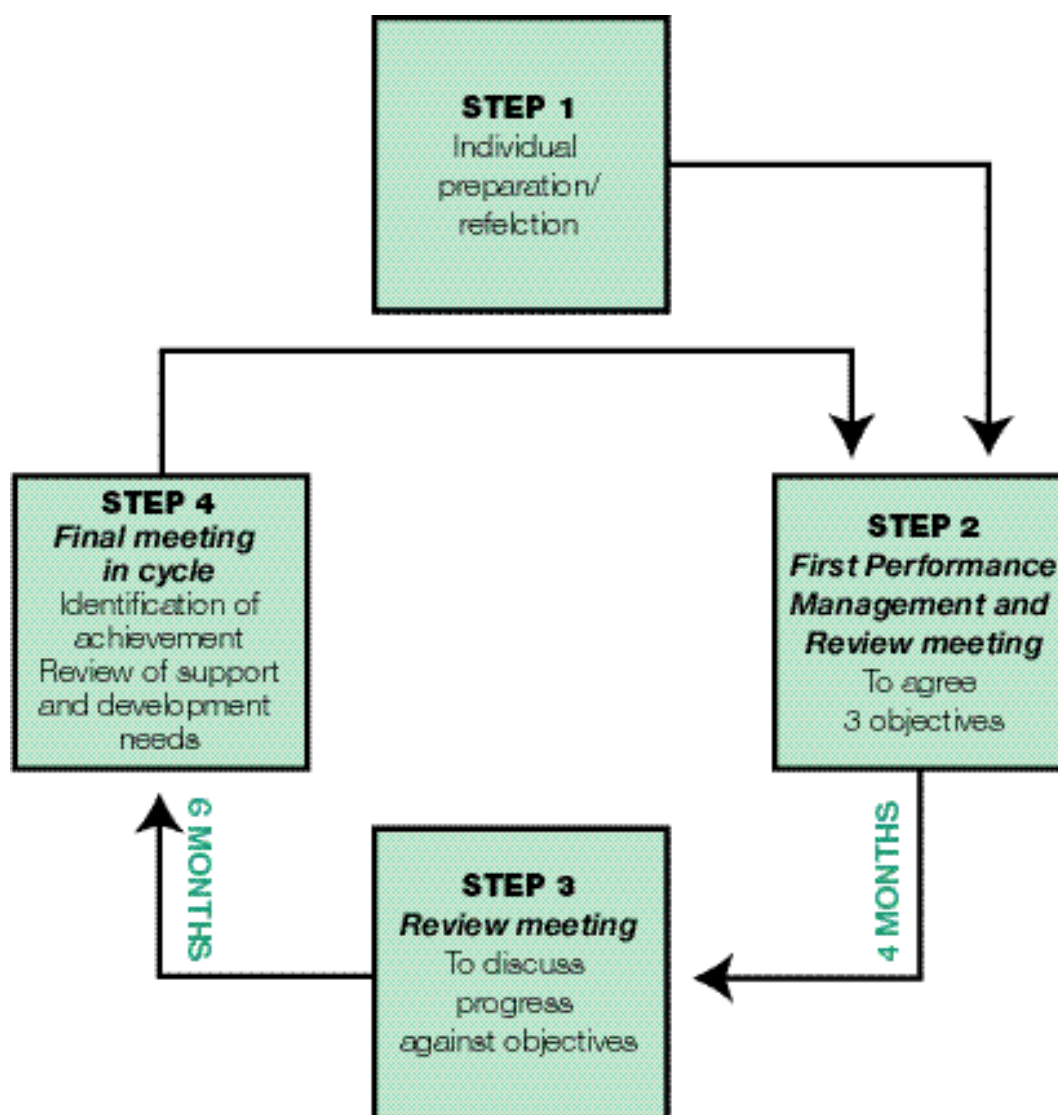 STEP 1
Individual
preparation/
refelction
STEP 4
Final meeting
in cycle
Identification of
achievement
Review of support
and development
needs
STEP 2
First Performance
Management and
Review meeting
To agree
3 objectives
6 MONTHS
4 MONTHS
STEP 3
Review meeting
To discuss
progress
against objectives